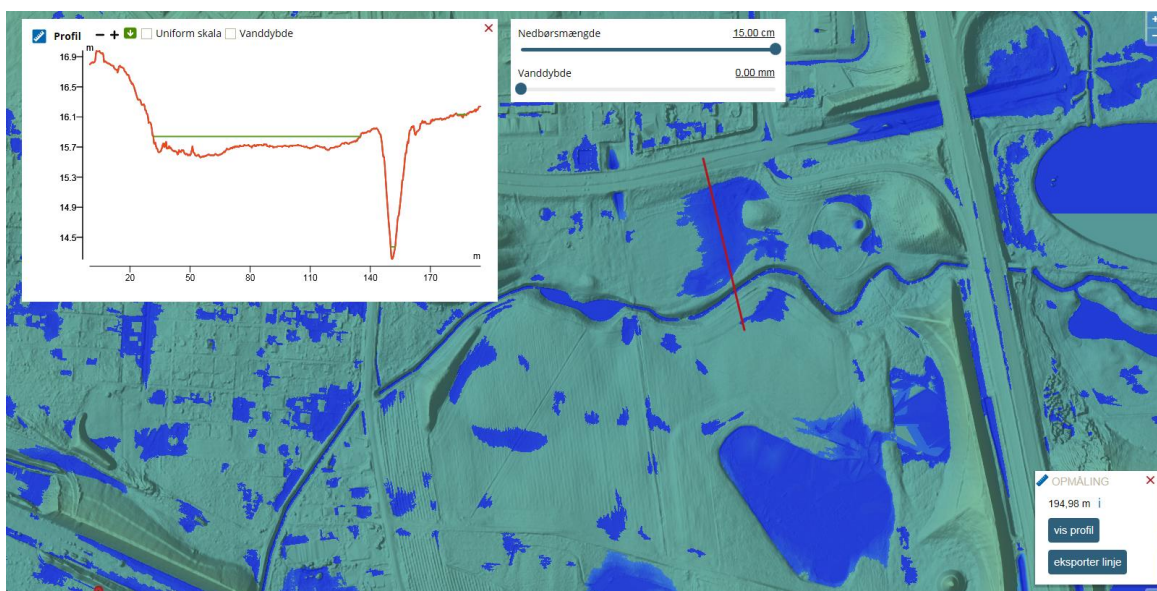 Profil − + Uniform skala Vanddybde
m
16.9
16.5
16.1
15.7
15.3
14.9
14.5
m
20 50 80 110 140 170
Nedbørsmængde 15.00 cm
Vanddybde 0.00 mm
+
−
OPMÅLING
194,98 m i
vis profil
eksporter linje